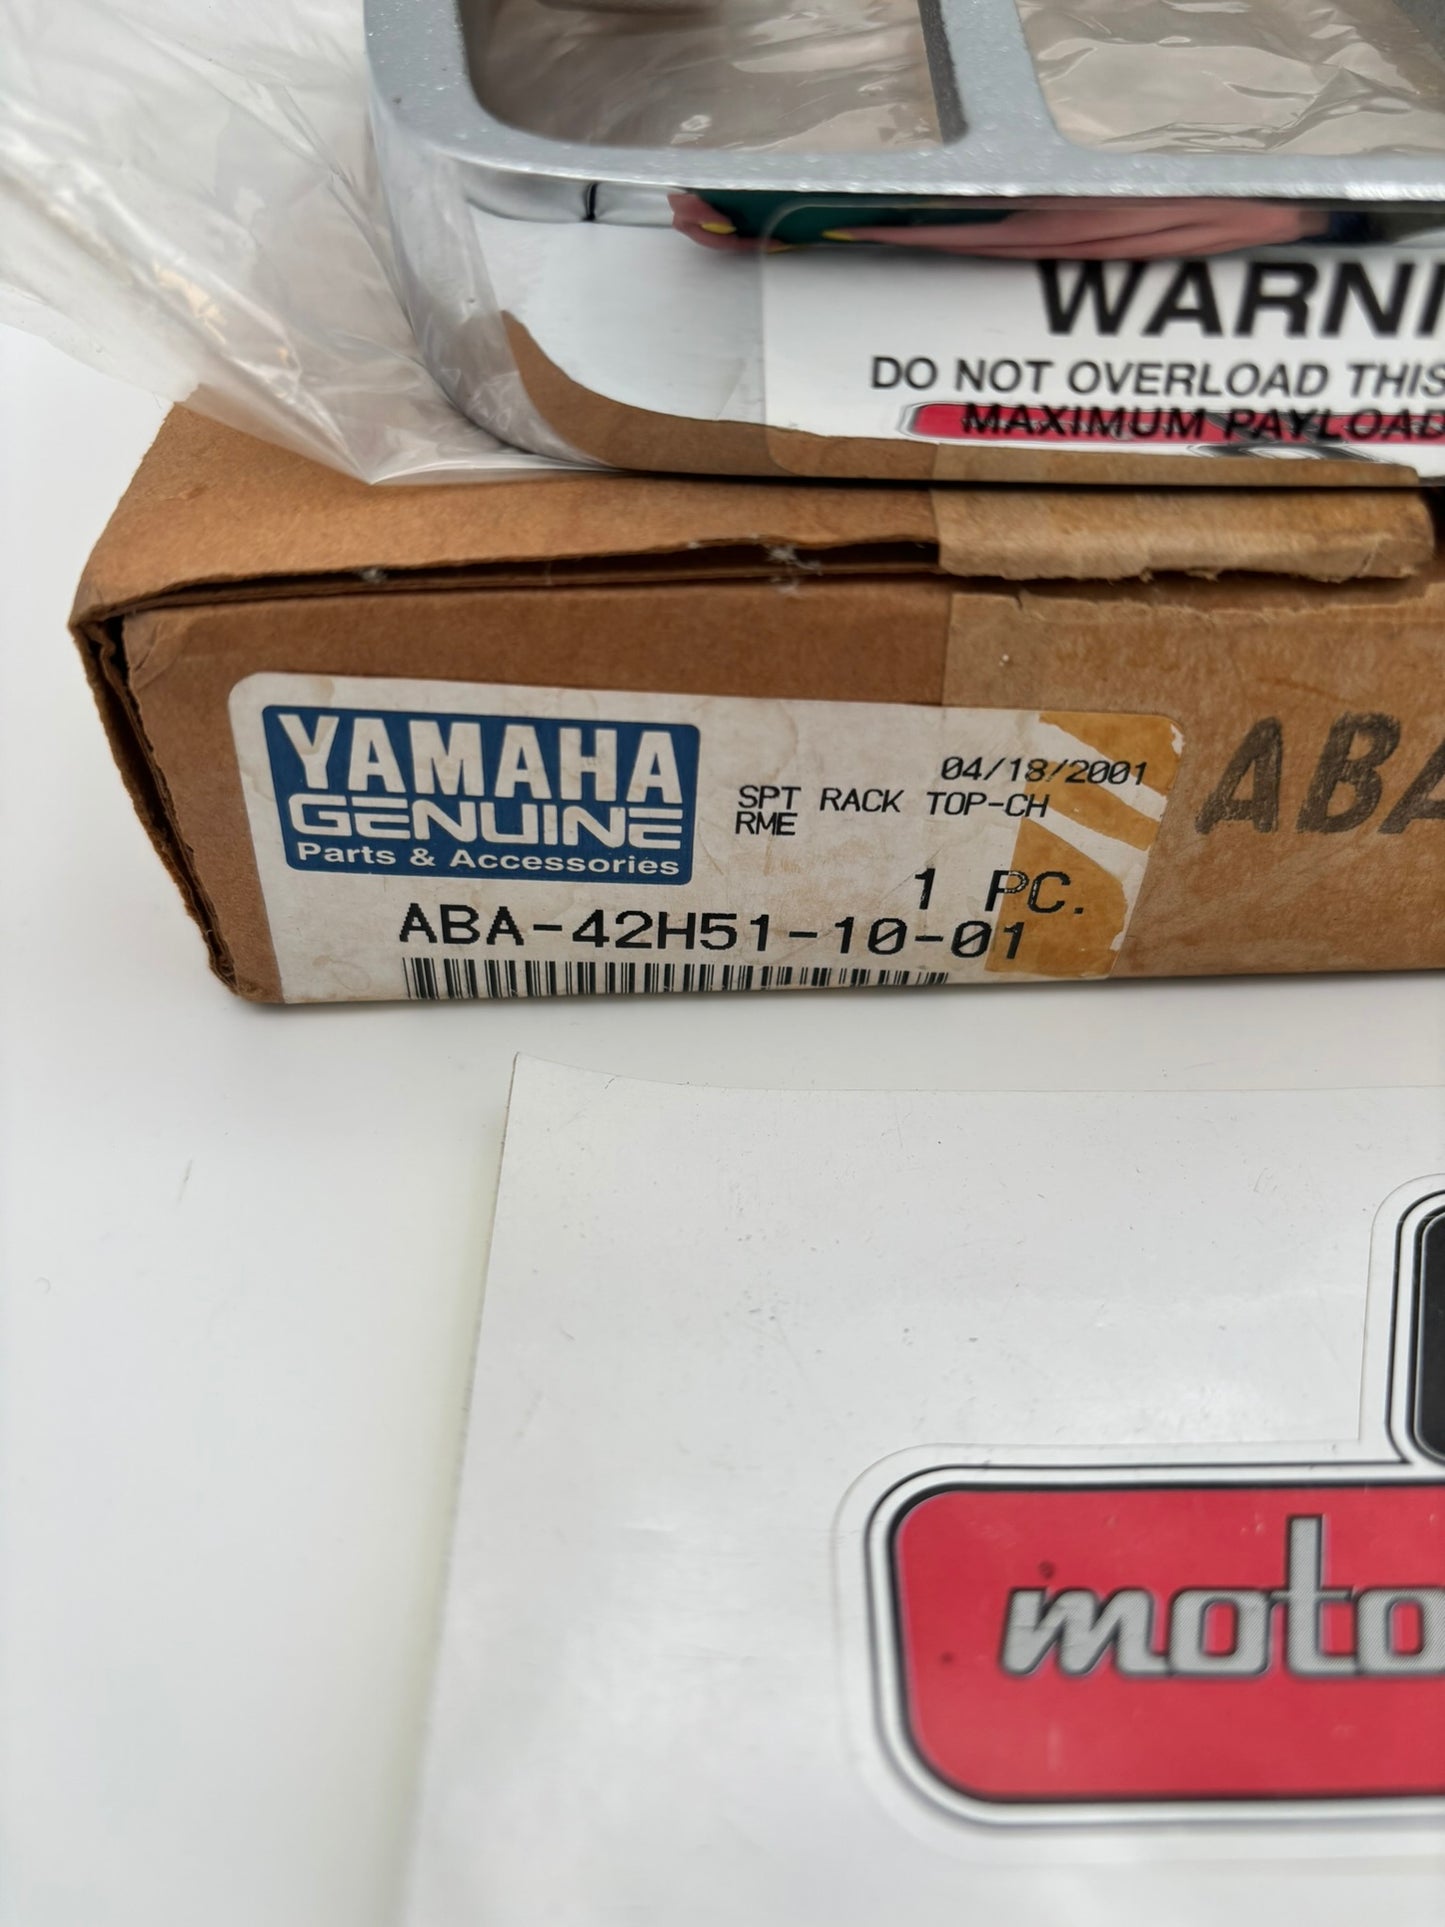 WARNI
DO NOT OVERLOAD THIS
MAXIMUM PAYLOAD
YAMAHA
GENUINE
Parts & Accessories
04/18/2001
SPT RACK TOP-CH
RME
1 PC.
ABA-42H51-10-01
ABA
moto